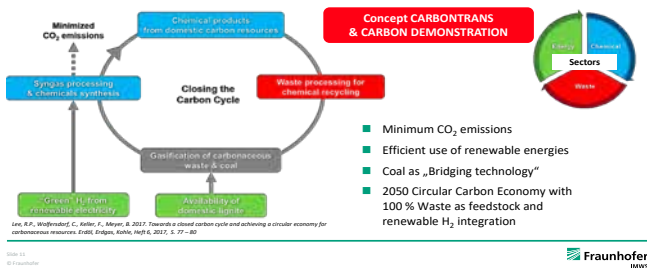 Concept CARBONTRANS
& CARBON DEMONSTRATION
Minimized
CO₂ emissions
Chemical products
from domestic carbon resources
Syngas processing
& chemicals synthesis
Closing the
Carbon Cycle
Waste processing for
chemical recycling
Gasification of carbonaceous
waste & coal
"Green" H₂ from
renewable electricity
Availability of
domestic lignite
Energy
Chemical
Sectors
Waste
Minimum CO₂ emissions
Efficient use of renewable energies
Coal as „Bridging technology“
2050 Circular Carbon Economy with
100 % Waste as feedstock and
renewable H₂ integration
Lee, R.P., Wolfersdorf, C., Keller, F., Meyer, B. 2017. Towards a closed carbon cycle and achieving a circular economy for
carbonaceous resources. Erdöl, Erdgas, Kohle, Heft 6, 2017, S. 77 – 80
Slide 11
© Fraunhofer
Fraunhofer
IMWS